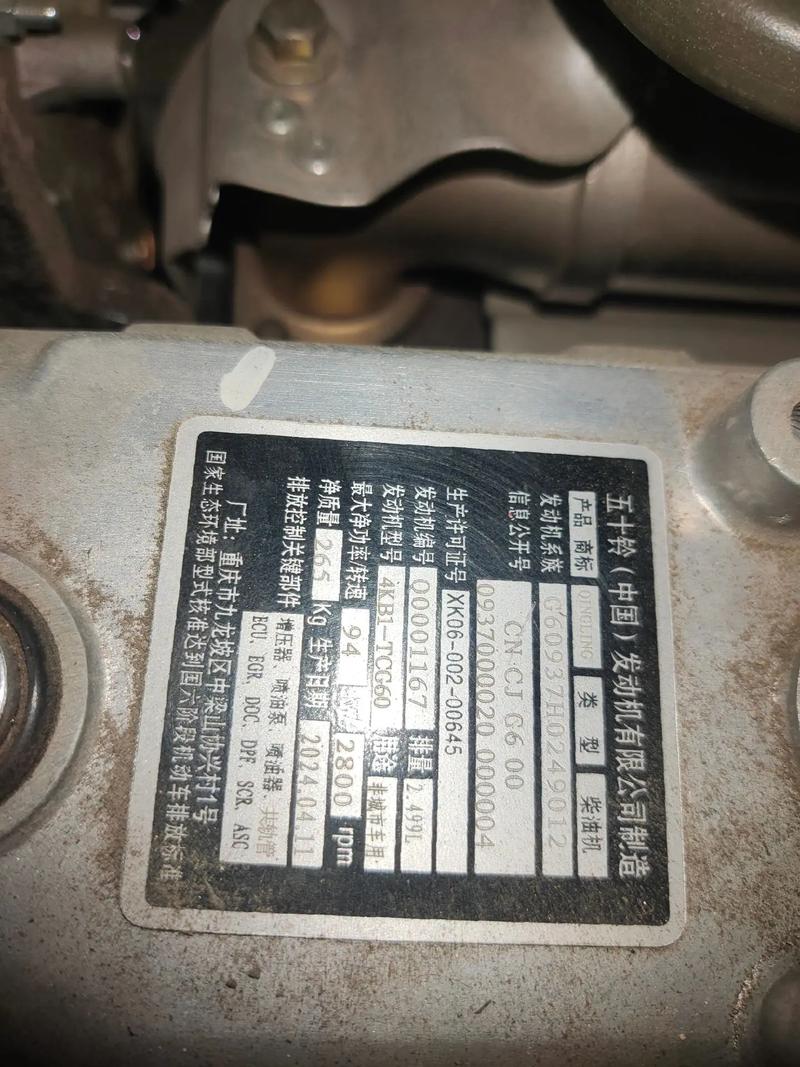 五十铃（中国）发动机有限公司制造
产品 商标 QINGLING 类 型 柴油机
发动机系族 G60937H0249012
信息公开号 CN CJ G6 00
0937000020 000004
生产许可证号 XK06-002-00645
发动机编号 Q0001167 排量 2.499L
发动机型号 4KB1-TCG60 用途 非城市车用
最大净功率/转速 94 kW/ 2800 rpm
净质量 265 Kg 生产日期 2024.04.11
排放控制关键部件 增压器、喷油泵、喷油器、共轨管
ECU、EGR、DOC、DPF、SCR、ASC
厂址：重庆市九龙坡区中梁山协兴村1号
国家生态环境部型式核准达到国六阶段机动车排放标准